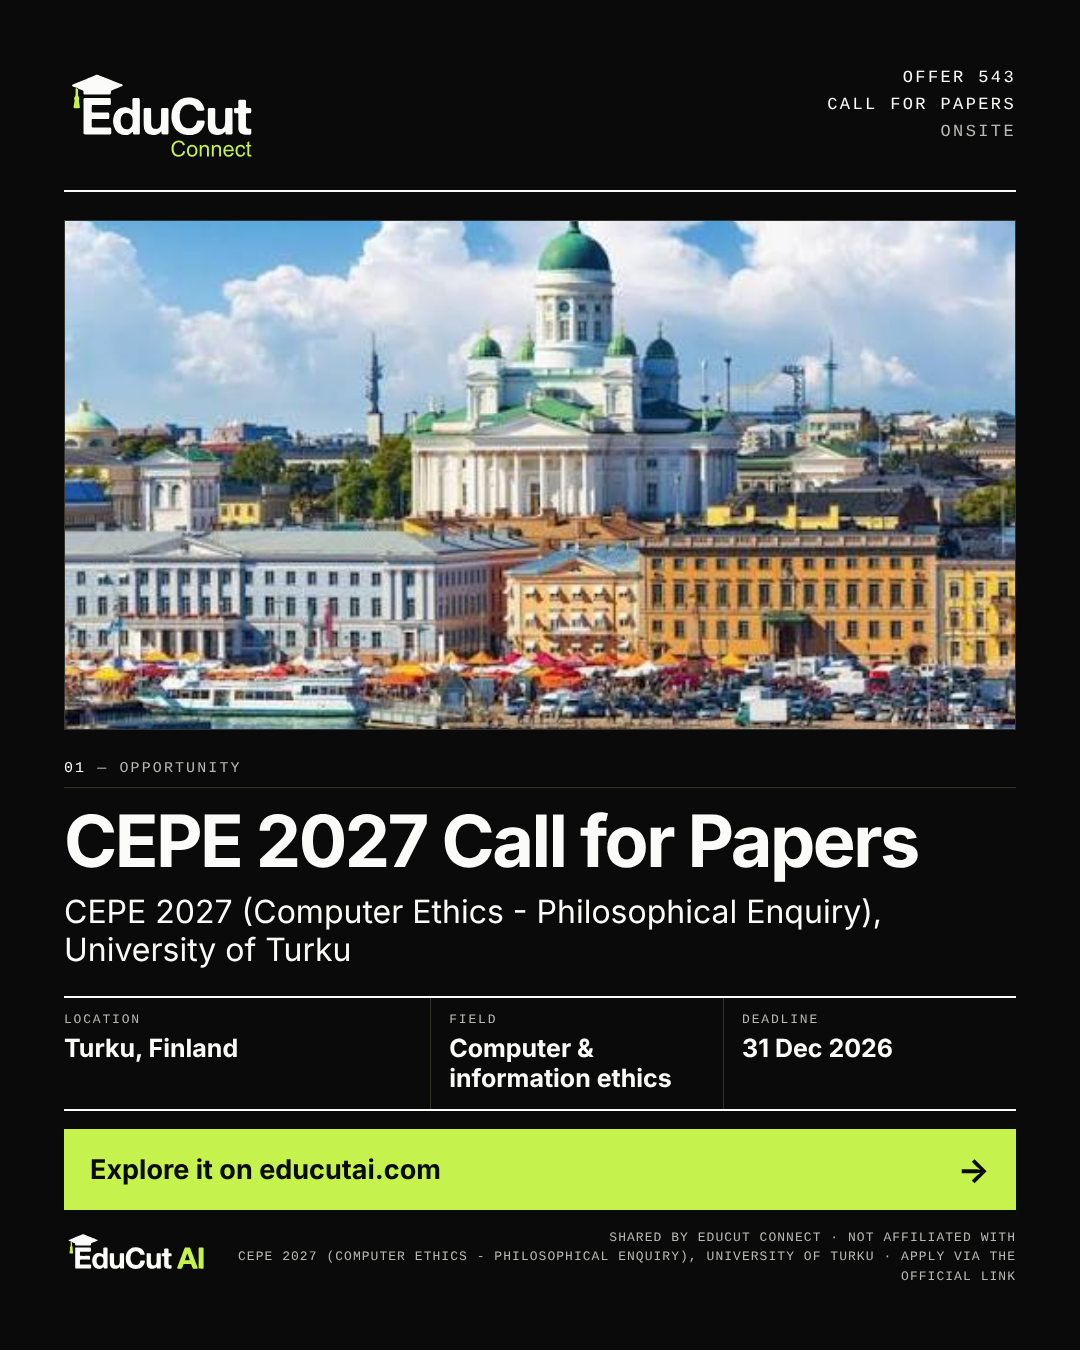 EduCut
Connect
OFFER 543
CALL FOR PAPERS
ONSITE
01 — OPPORTUNITY
CEPE 2027 Call for Papers
CEPE 2027 (Computer Ethics - Philosophical Enquiry),
University of Turku
LOCATION
Turku, Finland
FIELD
Computer &
information ethics
DEADLINE
31 Dec 2026
Explore it on educutai.com →
EduCut AI
SHARED BY EDUCUT CONNECT · NOT AFFILIATED WITH
CEPE 2027 (COMPUTER ETHICS - PHILOSOPHICAL ENQUIRY), UNIVERSITY OF TURKU · APPLY VIA THE
OFFICIAL LINK